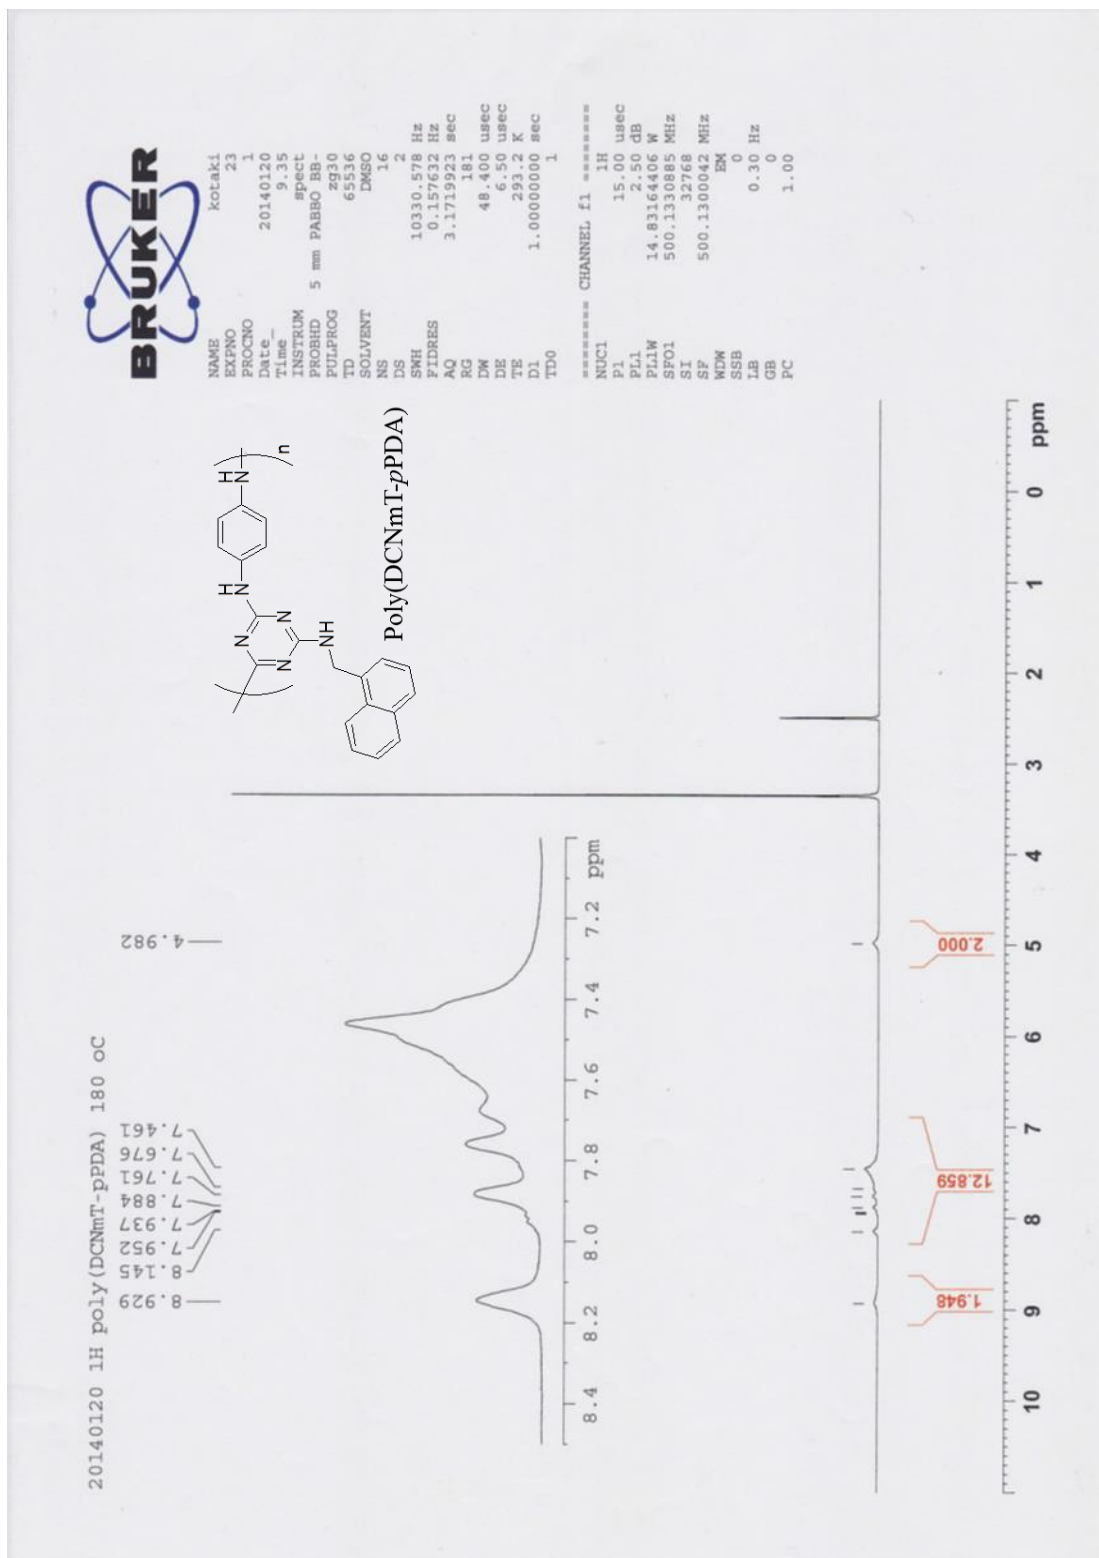 20140120 1H poly(DCNmT-pPDA) 180 oC
8.929
8.145
7.952
7.937
7.884
7.761
7.676
7.461
4.982
BRUKER
NAME kotaki
EXPNO 23
PROCNO 1
Date_ 20140120
Time 9.35
INSTRUM spect
PROBHD 5 mm PABBO BB-
PULPROG zg30
TD 65536
SOLVENT DMSO
NS 16
DS 2
SWH 10330.578 Hz
FIDRES 0.157632 Hz
AQ 3.1719923 sec
RG 181
DW 48.400 usec
DE 6.50 usec
TE 293.2 K
D1 1.00000000 sec
TD0 1
======== CHANNEL f1 ========
NUC1 1H
P1 15.00 usec
PL1 2.50 dB
PL1W 14.83164406 W
SFO1 500.1330885 MHz
SI 32768
SF 500.1300042 MHz
WDW EM
SSB 0
LB 0.30 Hz
GB 0
PC 1.00
H
N
H
N
n
N
N
N
NH
Poly(DCNmT-pPDA)
8.4 8.2 8.0 7.8 7.6 7.4 7.2 ppm
1.948
12.859
2.000
10 9 8 7 6 5 4 3 2 1 0 ppm